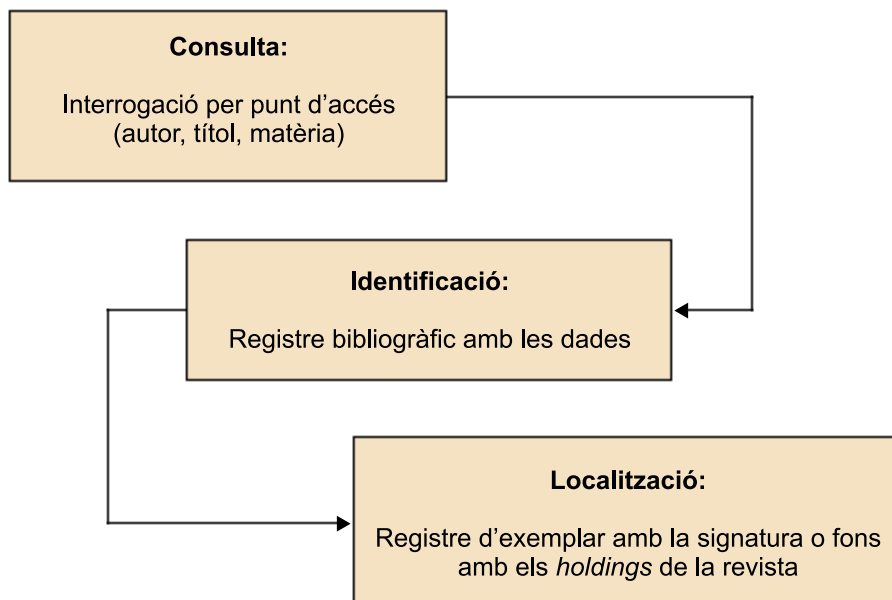 Consulta:
Interrogació per punt d’accés
(autor, títol, matèria)
Identificació:
Registre bibliogràfic amb les dades
Localització:
Registre d’exemplar amb la signatura o fons
amb els holdings de la revista